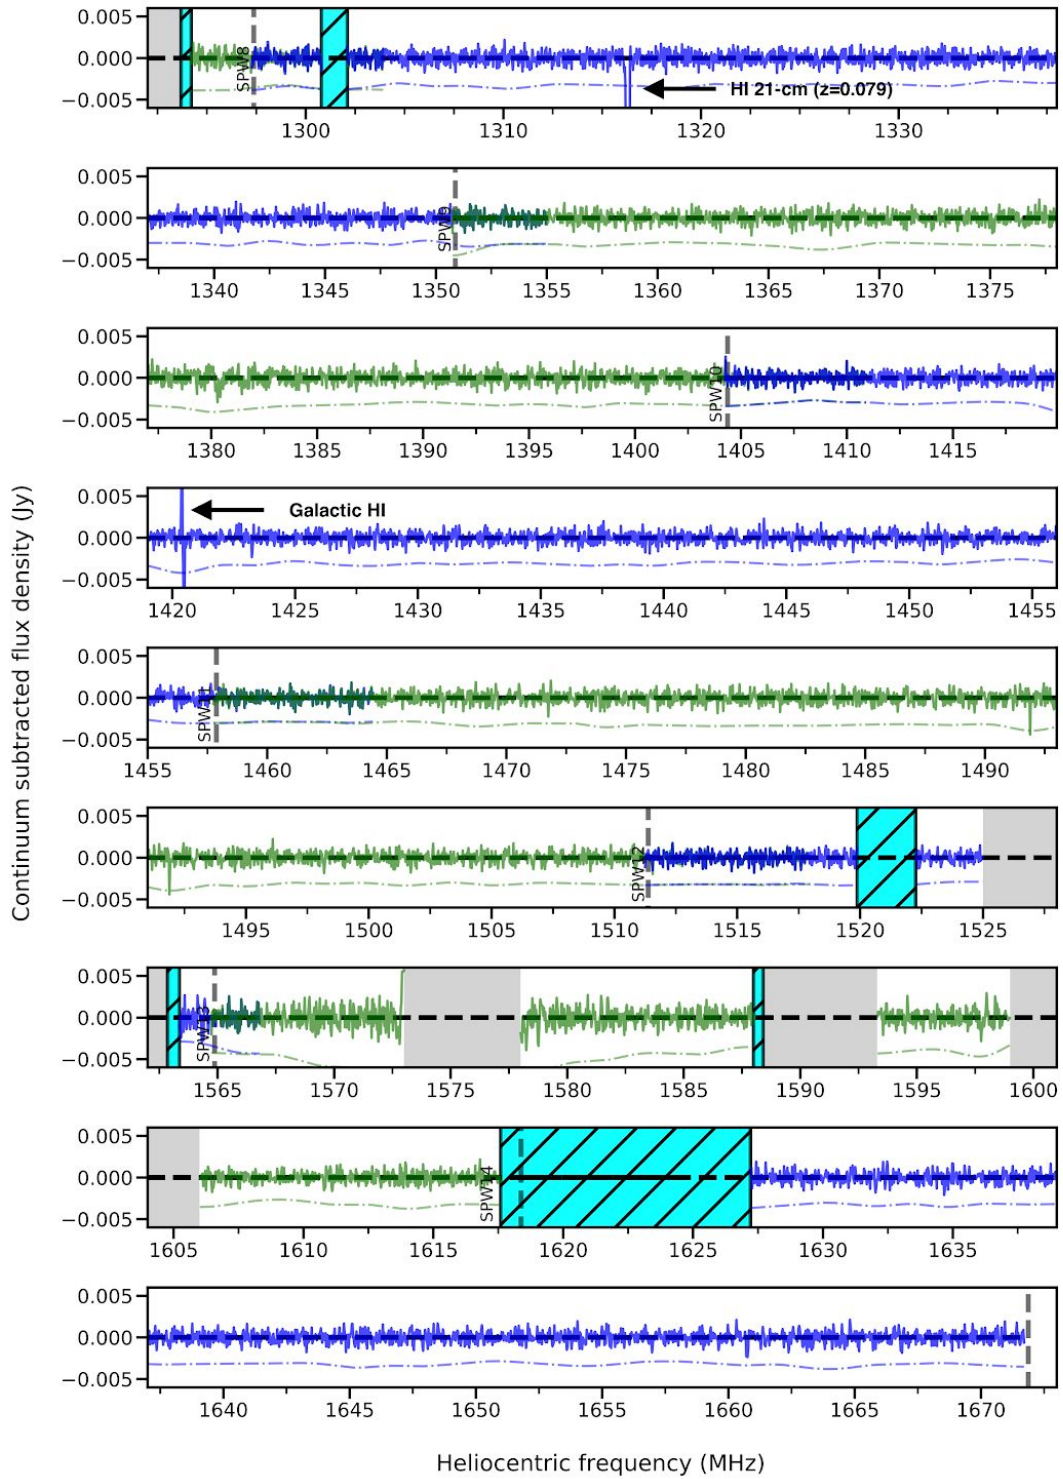 Continuum subtracted flux density (Jy)
0.005
0.000
−0.005
SPW8
HI 21-cm (z=0.079)
1300 1310 1320 1330
0.005
0.000
−0.005
SPW9
1340 1345 1350 1355 1360 1365 1370 1375
0.005
0.000
−0.005
SPW10
1380 1385 1390 1395 1400 1405 1410 1415
0.005
0.000
−0.005
Galactic HI
1420 1425 1430 1435 1440 1445 1450 1455
0.005
0.000
−0.005
SPW11
1455 1460 1465 1470 1475 1480 1485 1490
0.005
0.000
−0.005
SPW12
1495 1500 1505 1510 1515 1520 1525
0.005
0.000
−0.005
SPW13
1565 1570 1575 1580 1585 1590 1595 1600
0.005
0.000
−0.005
SPW14
1605 1610 1615 1620 1625 1630 1635
0.005
0.000
−0.005
1640 1645 1650 1655 1660 1665 1670
Heliocentric frequency (MHz)